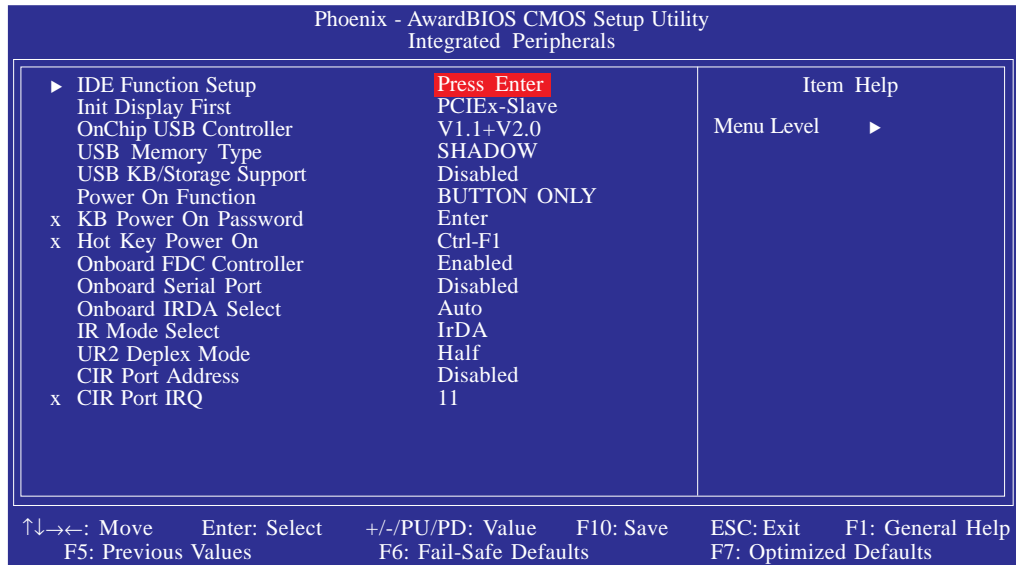 Phoenix - AwardBIOS CMOS Setup Utility
Integrated Peripherals
► IDE Function Setup Press Enter
Init Display First PCIEx-Slave
OnChip USB Controller V1.1+V2.0
USB Memory Type SHADOW
USB KB/Storage Support Disabled
Power On Function BUTTON ONLY
x KB Power On Password Enter
x Hot Key Power On Ctrl-F1
Onboard FDC Controller Enabled
Onboard Serial Port Disabled
Onboard IRDA Select Auto
IR Mode Select IrDA
UR2 Deplex Mode Half
CIR Port Address Disabled
x CIR Port IRQ 11
Item Help
Menu Level ►
↑↓→←: Move Enter: Select +/-/PU/PD: Value F10: Save ESC: Exit F1: General Help
F5: Previous Values F6: Fail-Safe Defaults F7: Optimized Defaults